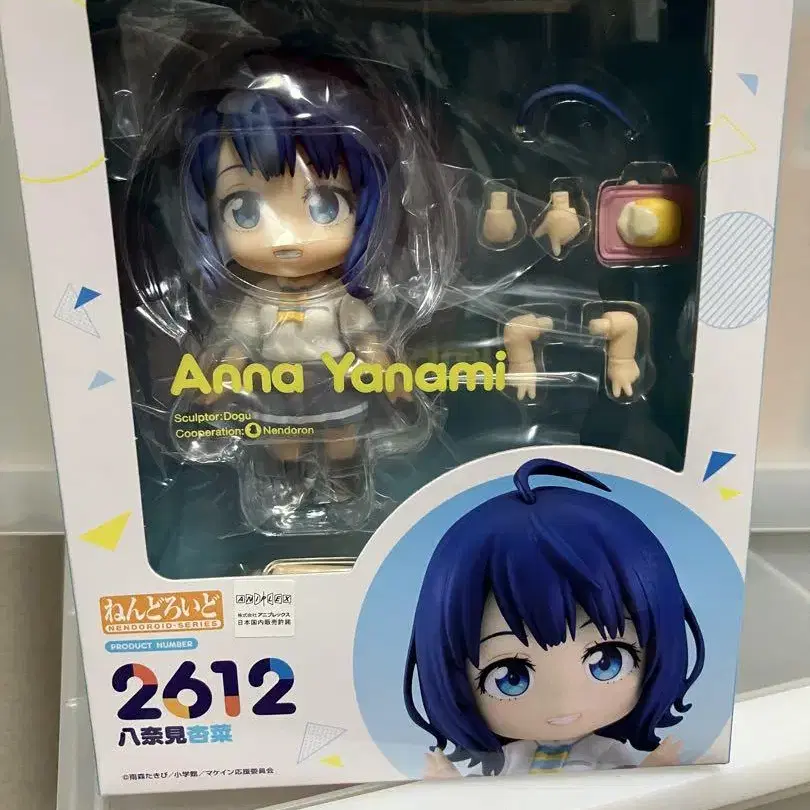 Anna Yanami
Sculptor:Dogu
Cooperation: Nendoron
ねんどろいど
NENDOROID-SERIES
ANIPLEX
株式会社アニプレックス
日本国内販売許諾
PRODUCT NUMBER
2612
八奈見杏菜
©雨森たきび/小学館/マケイン応援委員会